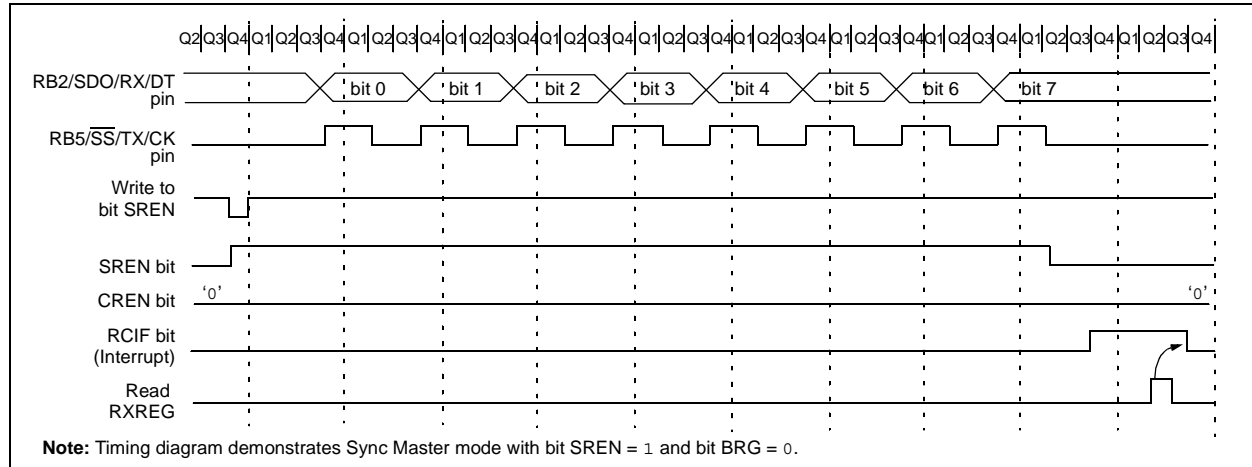 Q2 Q3 Q4 Q1 Q2 Q3 Q4 Q1 Q2 Q3 Q4 Q1 Q2 Q3 Q4 Q1 Q2 Q3 Q4 Q1 Q2 Q3 Q4 Q1 Q2 Q3 Q4 Q1 Q2 Q3 Q4 Q1 Q2 Q3 Q4 Q1 Q2 Q3 Q4 Q1 Q2 Q3 Q4
RB2/SDO/RX/DT
pin
bit 0 bit 1 bit 2 bit 3 bit 4 bit 5 bit 6 bit 7
RB5/SS/TX/CK
pin
Write to
bit SREN
SREN bit
CREN bit ‘0’ ‘0’
RCIF bit
(Interrupt)
Read
RXREG
Note: Timing diagram demonstrates Sync Master mode with bit SREN = 1 and bit BRG = 0.